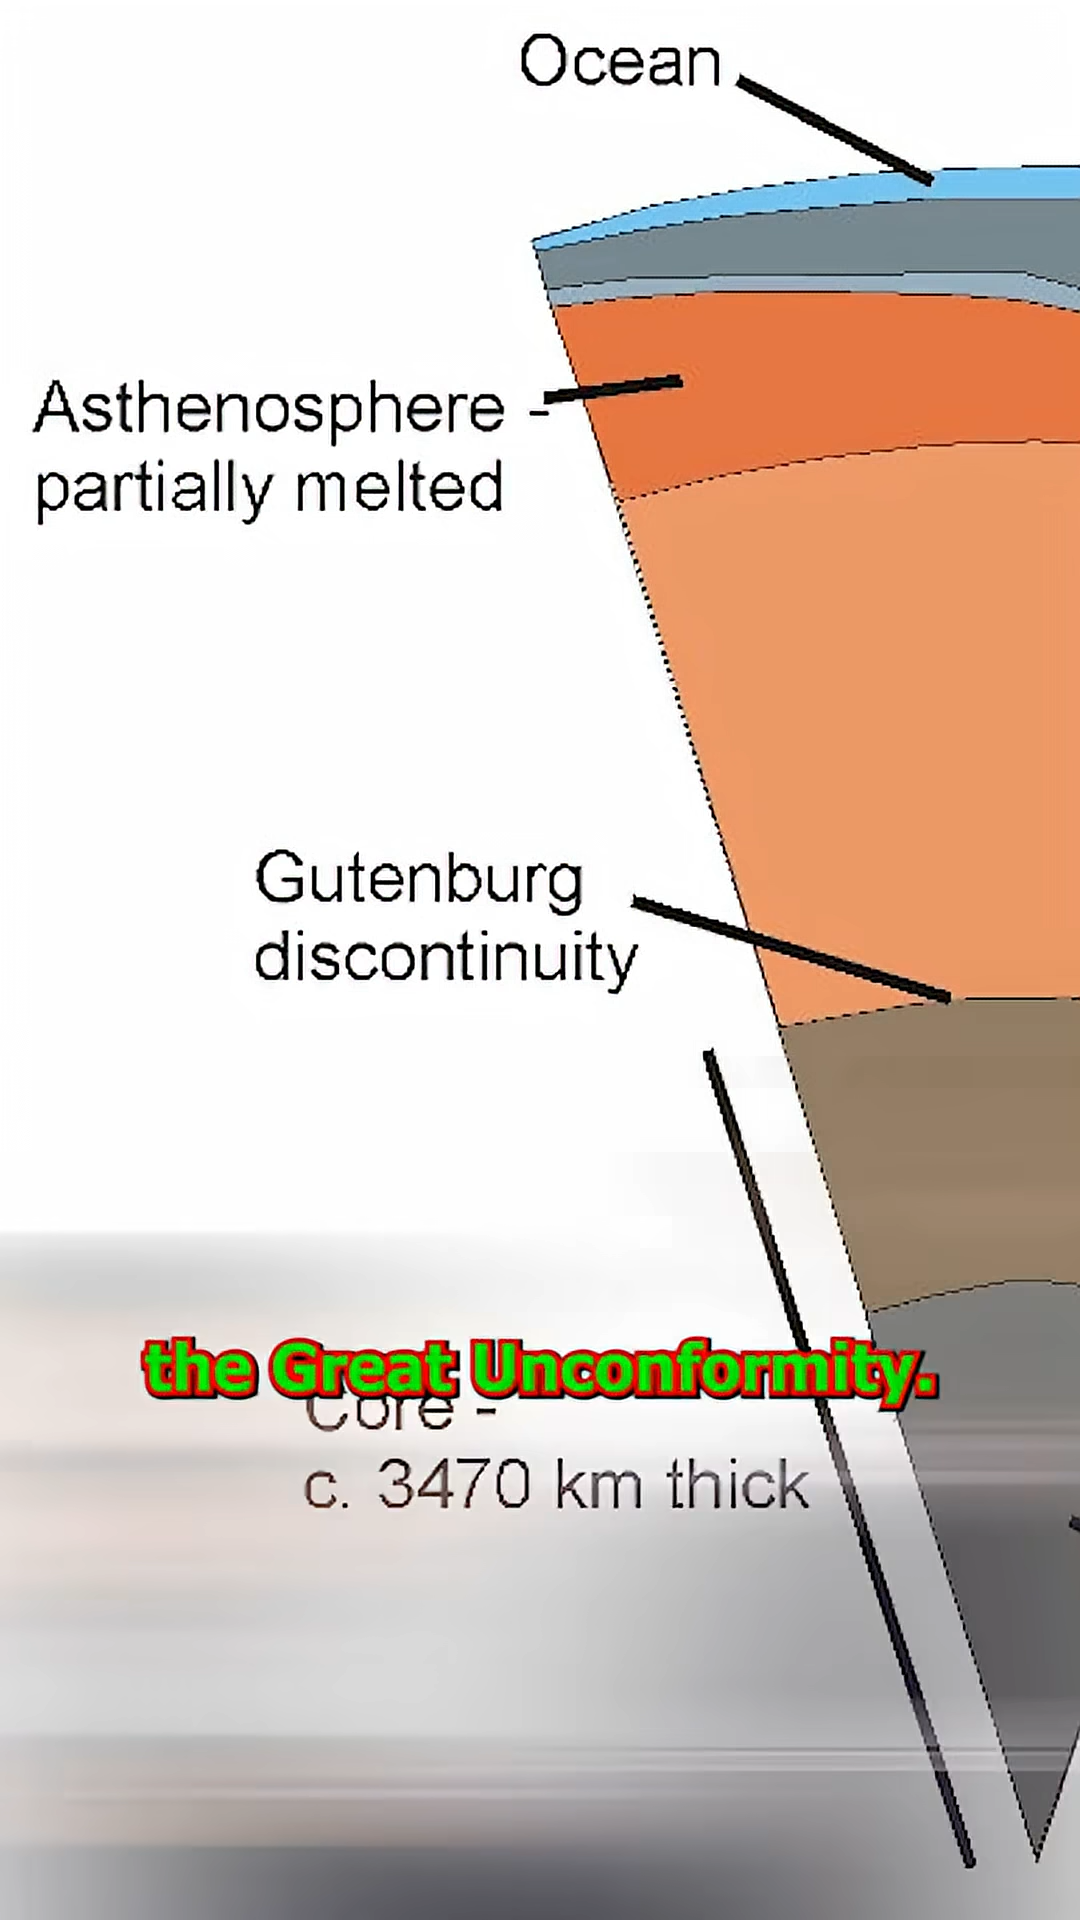 Ocean
Asthenosphere -
partially melted
Gutenburg
discontinuity
the Great Unconformity.
Core -
c. 3470 km thick